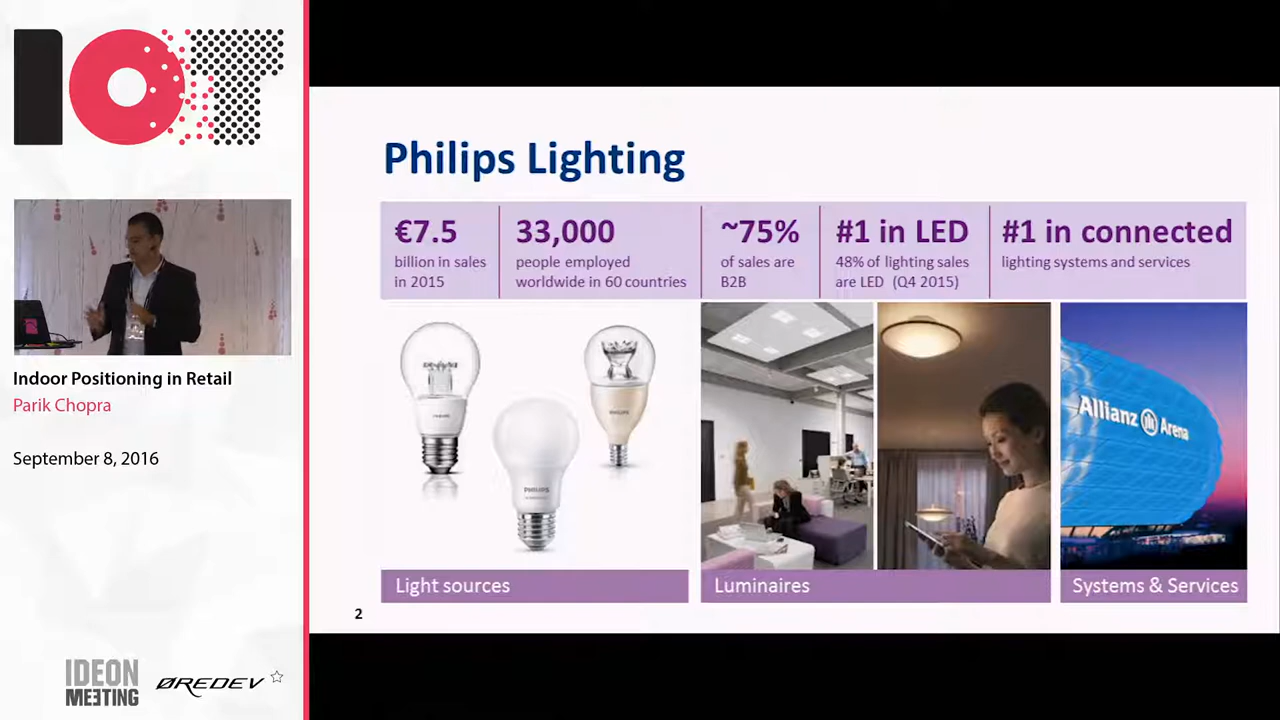 IOT
Indoor Positioning in Retail
Parik Chopra
September 8, 2016
IDEON
MEETING
ØREDEV
Philips Lighting
€7.5
billion in sales
in 2015
33,000
people employed
worldwide in 60 countries
~75%
of sales are
B2B
#1 in LED
48% of lighting sales
are LED (Q4 2015)
#1 in connected
lighting systems and services
PHILIPS
PHILIPS
Allianz Arena
Light sources
Luminaires
Systems & Services
2